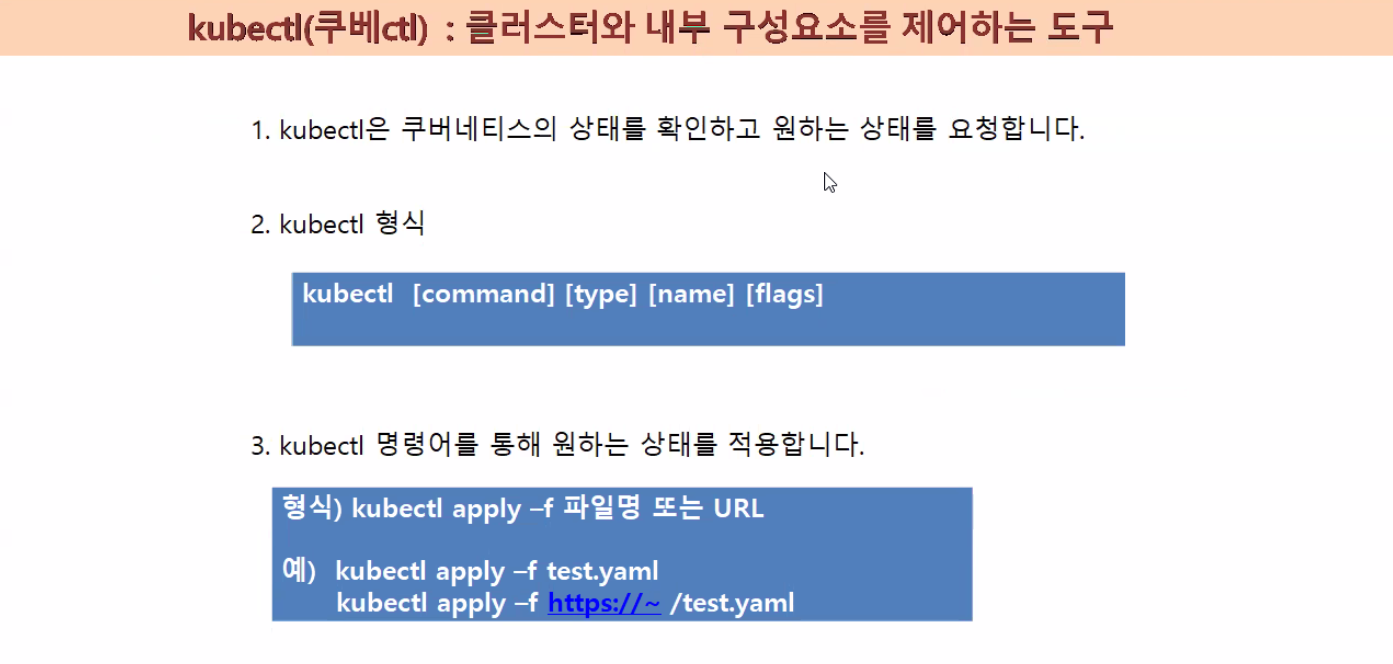 kubectl(쿠베ctl) : 클러스터와 내부 구성요소를 제어하는 도구
1. kubectl은 쿠버네티스의 상태를 확인하고 원하는 상태를 요청합니다.
2. kubectl 형식
kubectl [command] [type] [name] [flags]
3. kubectl 명령어를 통해 원하는 상태를 적용합니다.
형식) kubectl apply –f 파일명 또는 URL
예) kubectl apply –f test.yaml
kubectl apply –f https://~ /test.yaml